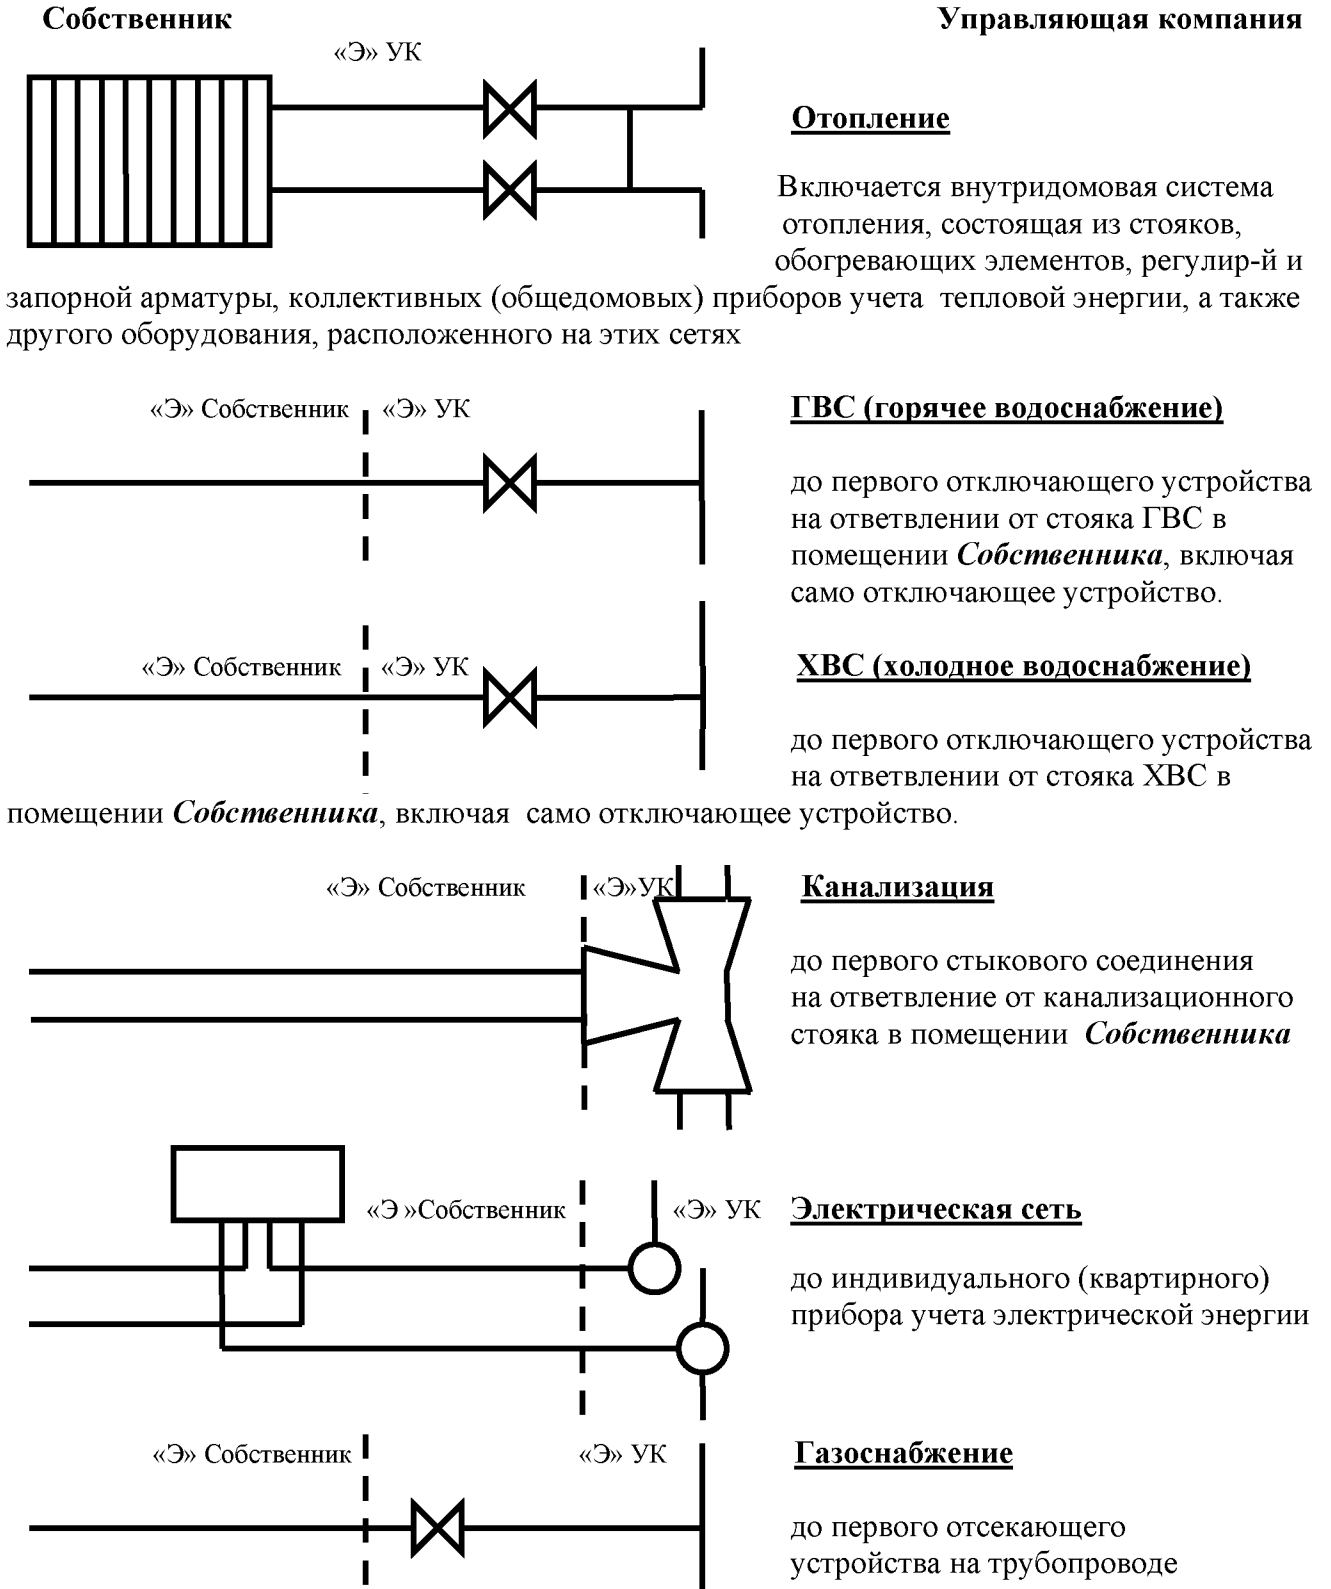 Собственник
Управляющая компания
«Э» УК
Отопление
Включается внутридомовая система
отопления, состоящая из стояков,
обогревающих элементов, регулир-й и
запорной арматуры, коллективных (общедомовых) приборов учета тепловой энергии, а также
другого оборудования, расположенного на этих сетях
«Э» Собственник
«Э» УК
ГВС (горячее водоснабжение)
до первого отключающего устройства
на ответвлении от стояка ГВС в
помещении Собственника, включая
само отключающее устройство.
«Э» Собственник
«Э» УК
ХВС (холодное водоснабжение)
до первого отключающего устройства
на ответвлении от стояка ХВС в
помещении Собственника, включая само отключающее устройство.
«Э» Собственник
«Э»УК
Канализация
до первого стыкового соединения
на ответвление от канализационного
стояка в помещении Собственника
«Э »Собственник
«Э» УК
Электрическая сеть
до индивидуального (квартирного)
прибора учета электрической энергии
«Э» Собственник
«Э» УК
Газоснабжение
до первого отсекающего
устройства на трубопроводе